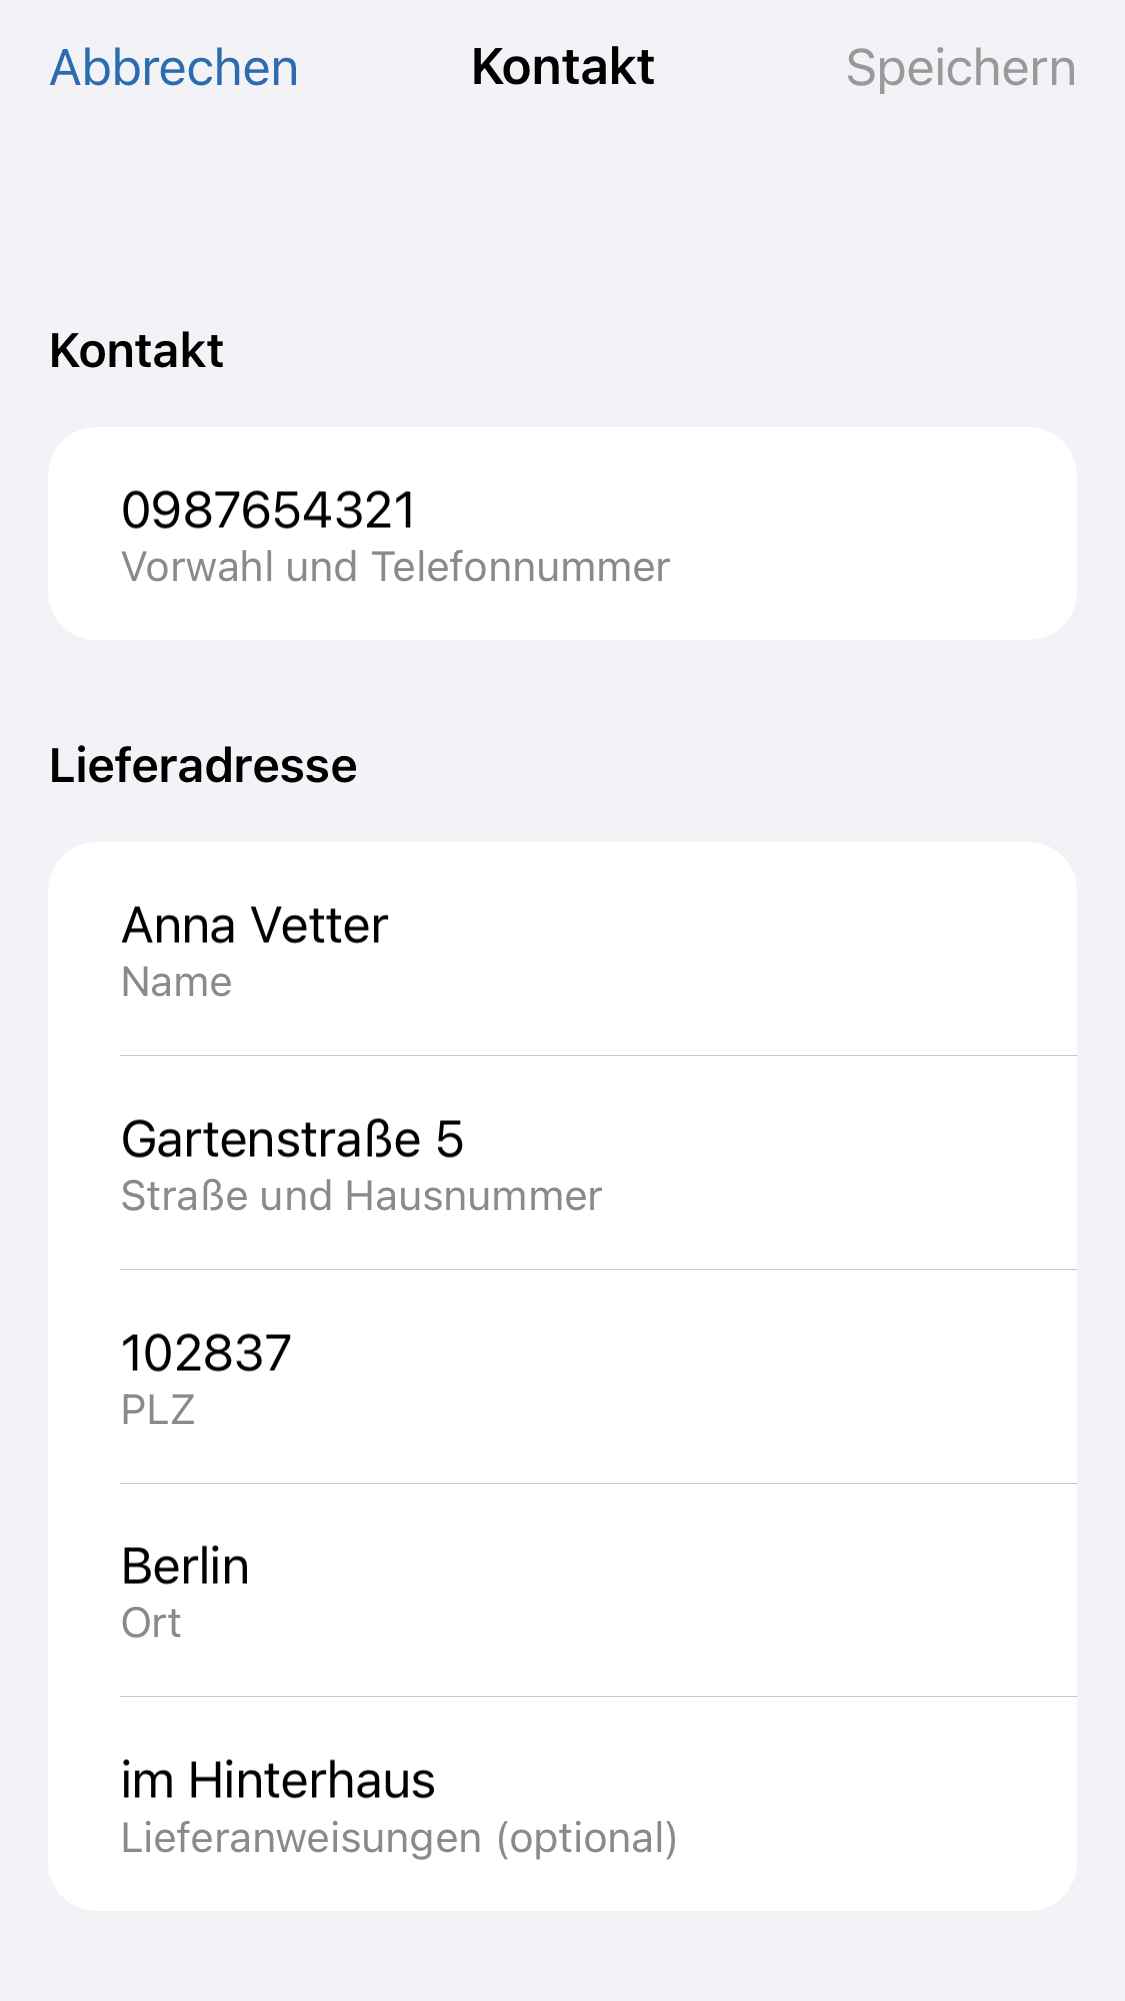 Abbrechen Kontakt Speichern
Kontakt
0987654321
Vorwahl und Telefonnummer
Lieferadresse
Anna Vetter
Name
Gartenstraße 5
Straße und Hausnummer
102837
PLZ
Berlin
Ort
im Hinterhaus
Lieferanweisungen (optional)